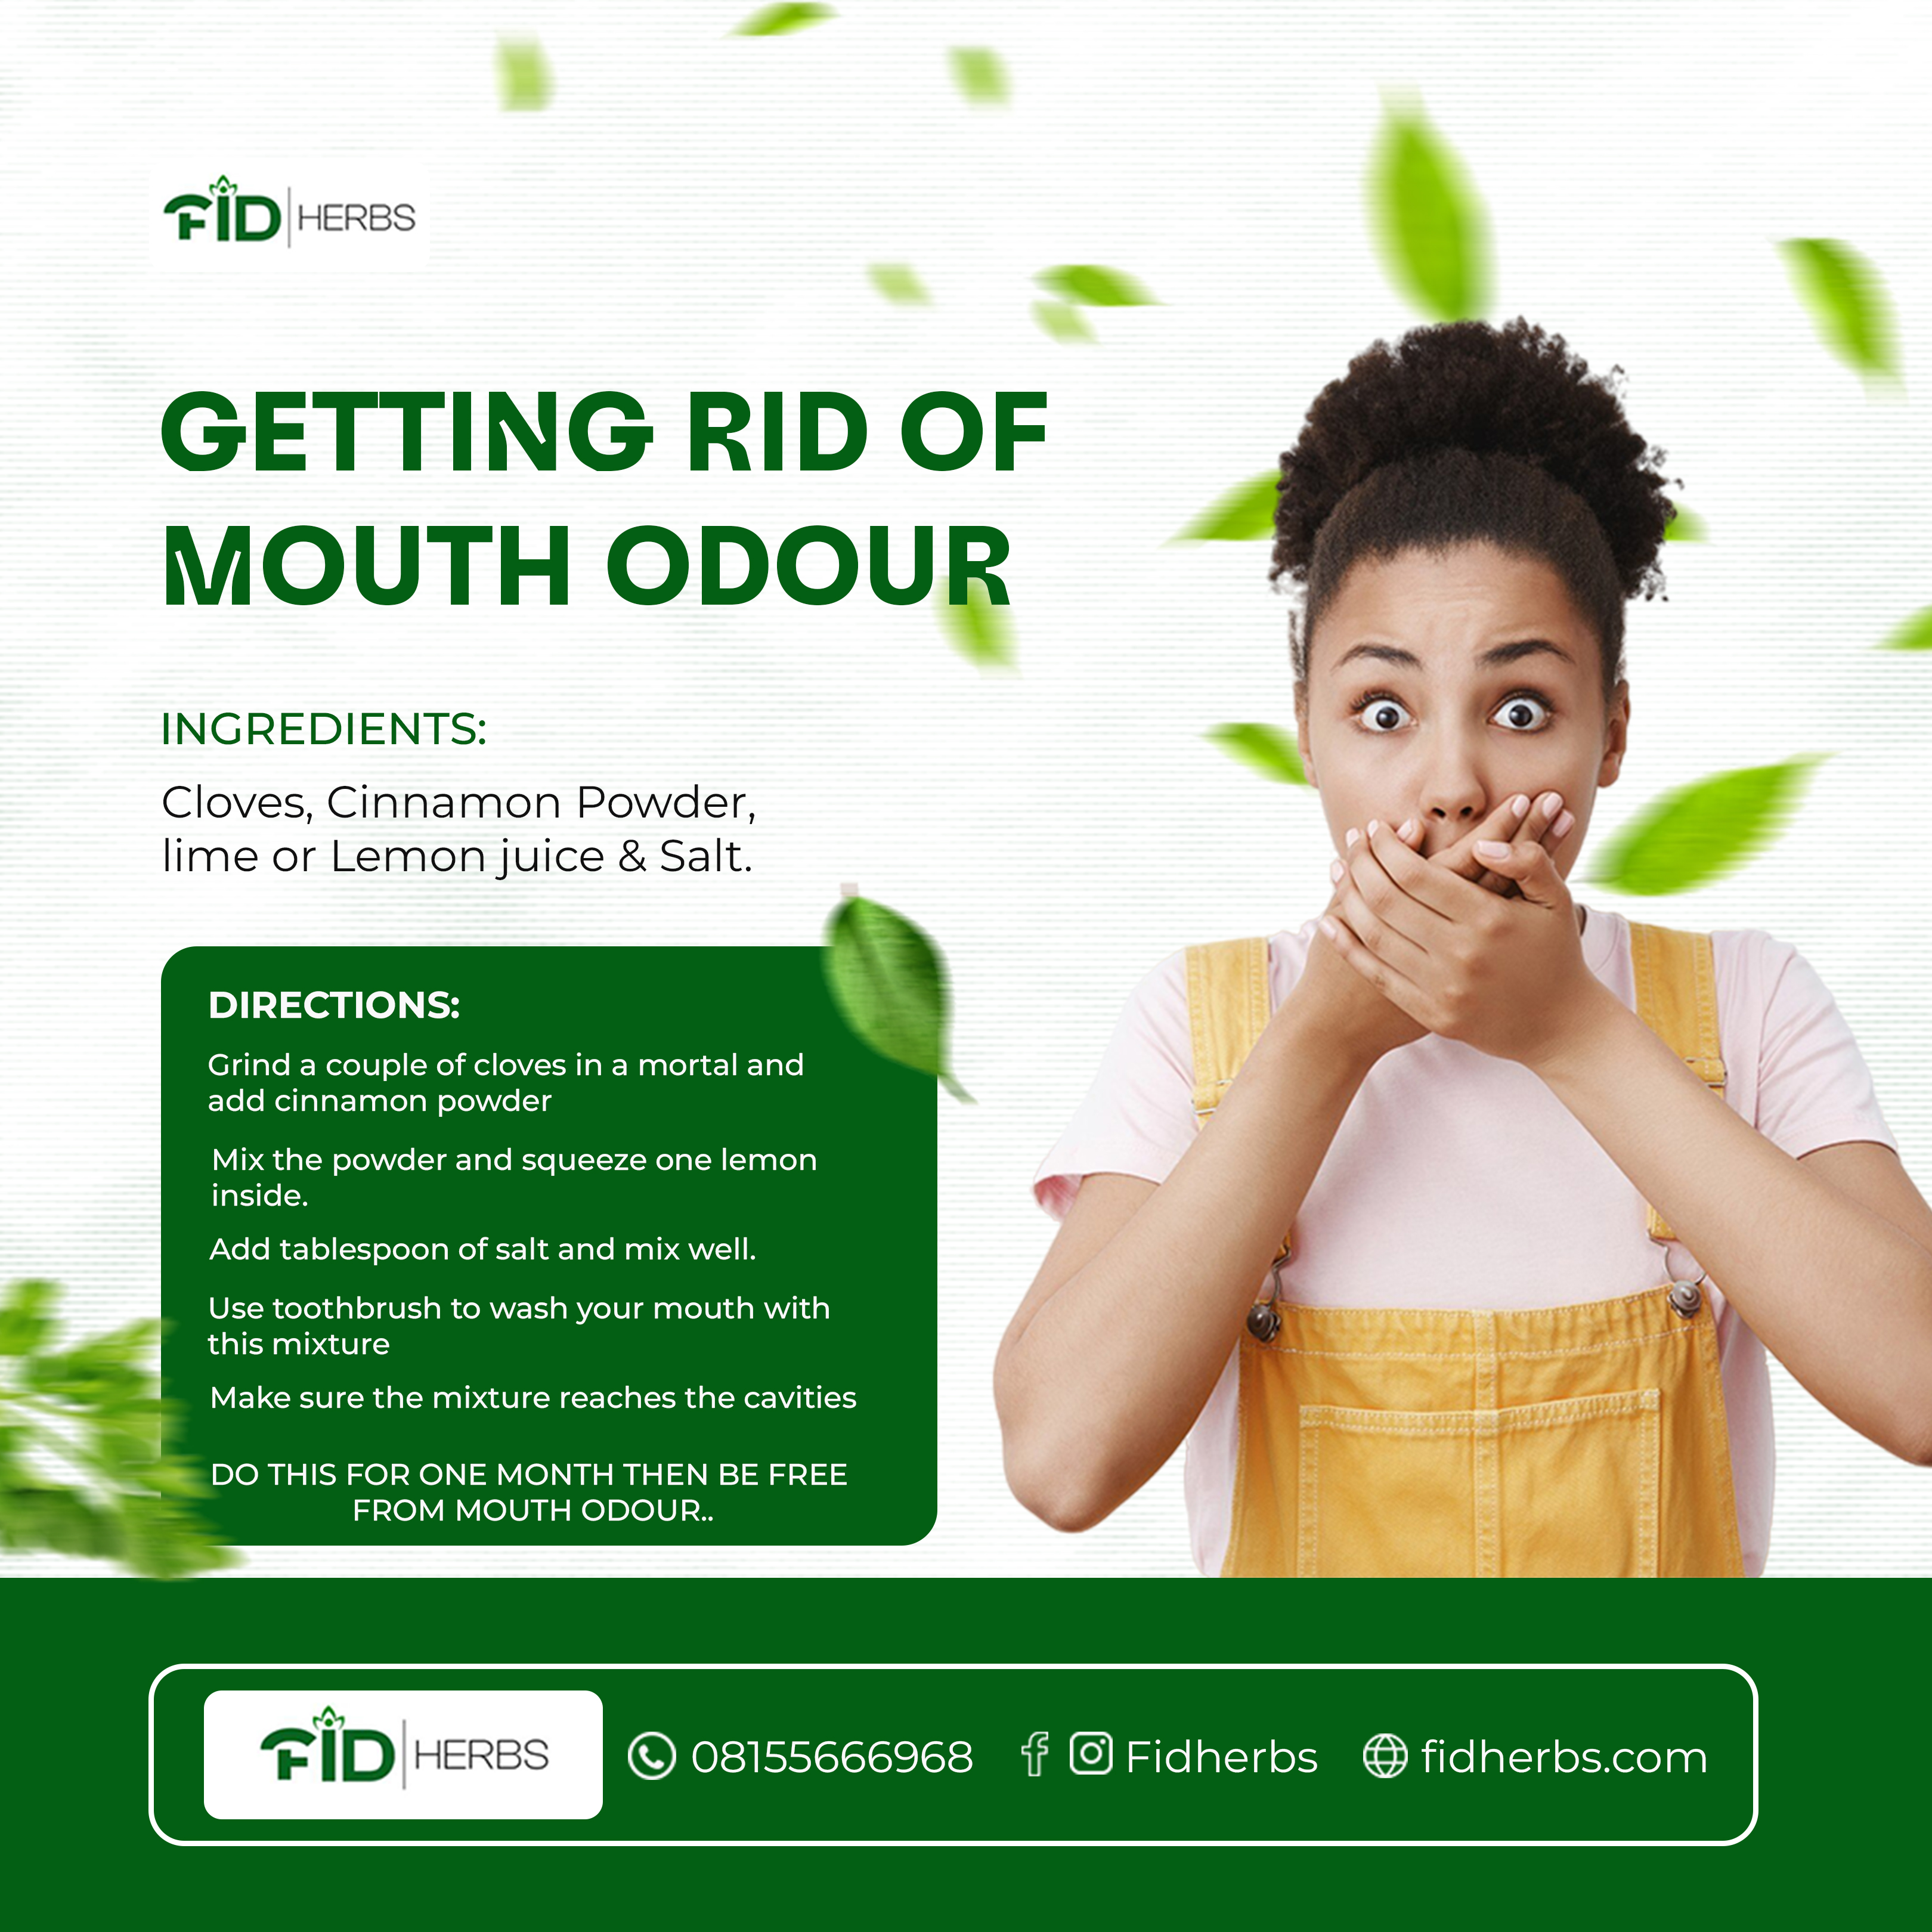 FID | HERBS
GETTING RID OF
MOUTH ODOUR
INGREDIENTS:
Cloves, Cinnamon Powder,
lime or Lemon juice & Salt.
DIRECTIONS:
Grind a couple of cloves in a mortal and
add cinnamon powder
Mix the powder and squeeze one lemon
inside.
Add tablespoon of salt and mix well.
Use toothbrush to wash your mouth with
this mixture
Make sure the mixture reaches the cavities
DO THIS FOR ONE MONTH THEN BE FREE
FROM MOUTH ODOUR..
FID | HERBS 08155666968 Fidherbs fidherbs.com